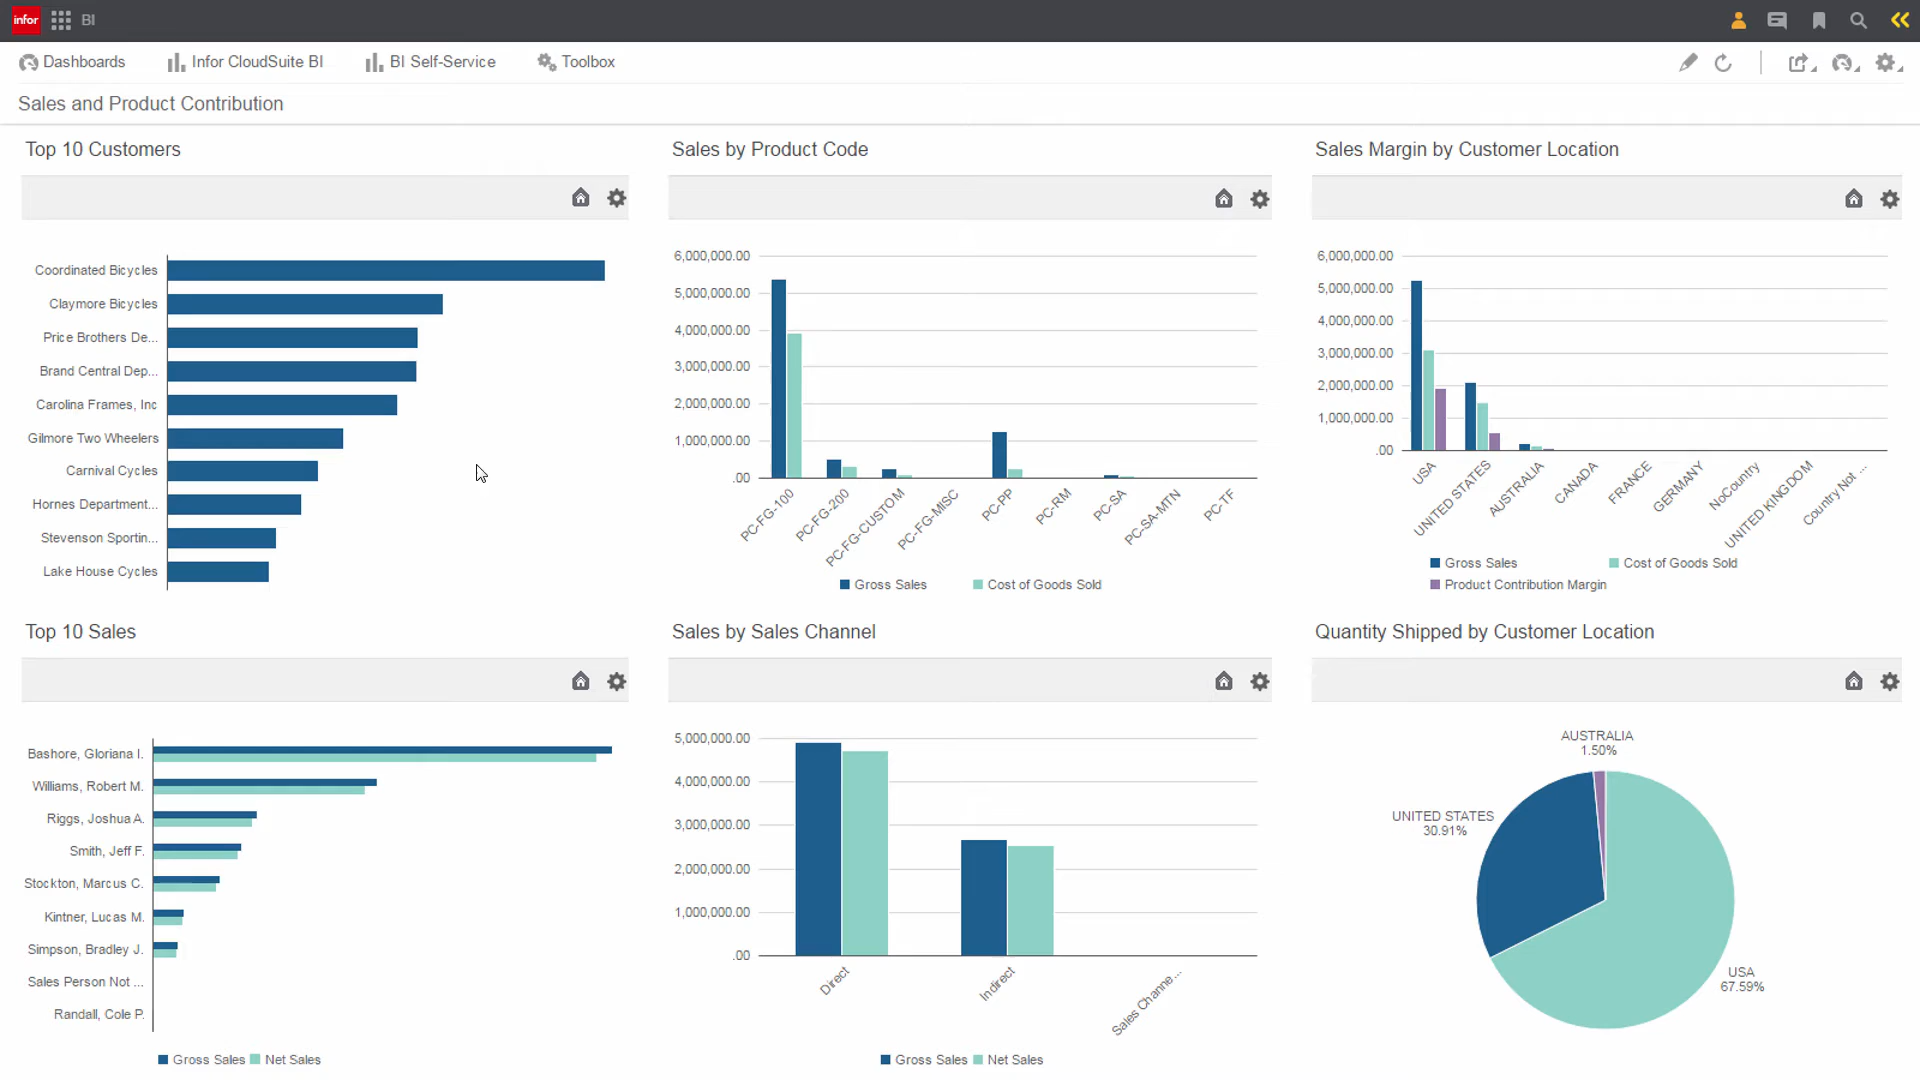 infor BI
Dashboards Infor CloudSuite BI BI Self-Service Toolbox
Sales and Product Contribution
Top 10 Customers
Coordinated Bicycles
Claymore Bicycles
Price Brothers De...
Brand Central Dep...
Carolina Frames, Inc
Gilmore Two Wheelers
Carnival Cycles
Hornes Department...
Stevenson Sportin...
Lake House Cycles
Sales by Product Code
6,000,000.00
5,000,000.00
4,000,000.00
3,000,000.00
2,000,000.00
1,000,000.00
.00
PC-FG-100
PC-FG-200
PC-FG-CUSTOM
PC-FG-MISC
PC-PP
PC-RM
PC-SA
PC-SA-MTN
PC-TF
Gross Sales Cost of Goods Sold
Sales Margin by Customer Location
6,000,000.00
5,000,000.00
4,000,000.00
3,000,000.00
2,000,000.00
1,000,000.00
.00
USA
UNITED STATES
AUSTRALIA
CANADA
FRANCE
GERMANY
NoCountry
UNITED KINGDOM
Country Not ...
Gross Sales Cost of Goods Sold
Product Contribution Margin
Top 10 Sales
Bashore, Gloriana I.
Williams, Robert M.
Riggs, Joshua A.
Smith, Jeff F.
Stockton, Marcus C.
Kintner, Lucas M.
Simpson, Bradley J.
Sales Person Not ...
Randall, Cole P.
Gross Sales Net Sales
Sales by Sales Channel
5,000,000.00
4,000,000.00
3,000,000.00
2,000,000.00
1,000,000.00
.00
Direct
Indirect
Sales Channe...
Gross Sales Net Sales
Quantity Shipped by Customer Location
AUSTRALIA
1.50%
UNITED STATES
30.91%
USA
67.59%